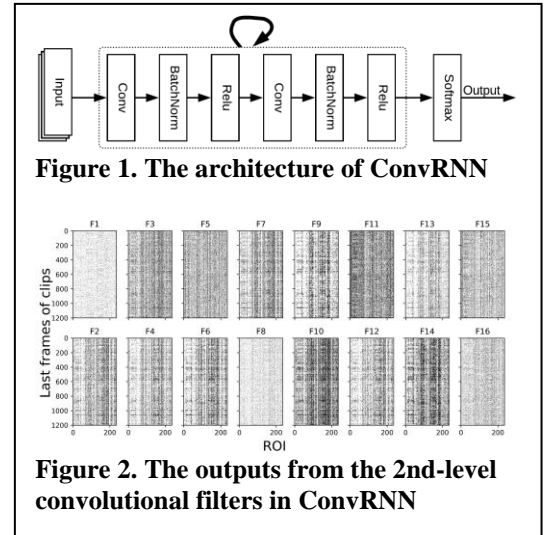 Input
Conv
BatchNorm
Relu
Conv
BatchNorm
Relu
Softmax
Output
Figure 1. The architecture of ConvRNN
F1 F3 F5 F7 F9 F11 F13 F15
0
200
400
600
800
1000
1200
F2 F4 F6 F8 F10 F12 F14 F16
0
200
400
600
800
1000
1200
Last frames of clips
0 200 0 200 0 200 0 200 0 200 0 200 0 200 0 200
ROI
Figure 2. The outputs from the 2nd-level
convolutional filters in ConvRNN